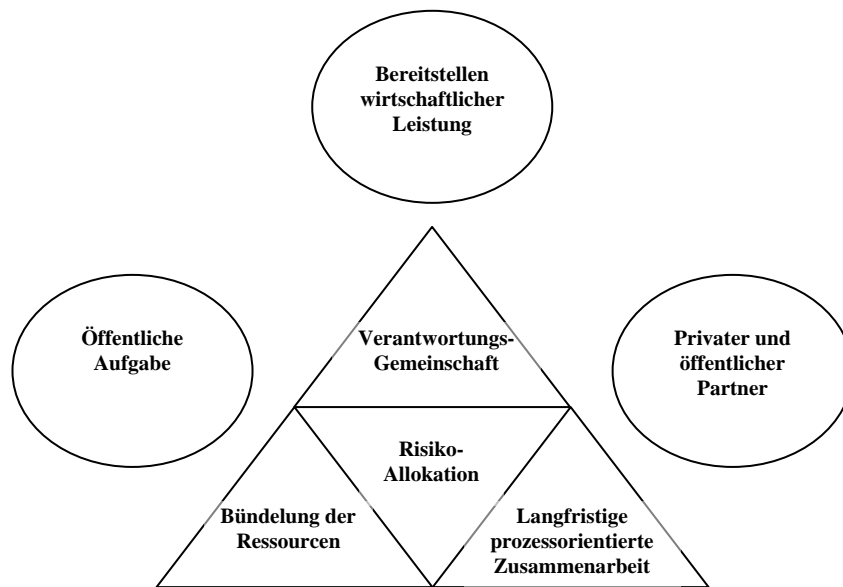 Bereitstellen
wirtschaftlicher
Leistung
Öffentliche
Aufgabe
Verantwortungs-
Gemeinschaft
Privater und
öffentlicher
Partner
Risiko-
Allokation
Bündelung der
Ressourcen
Langfristige
prozessorientierte
Zusammenarbeit